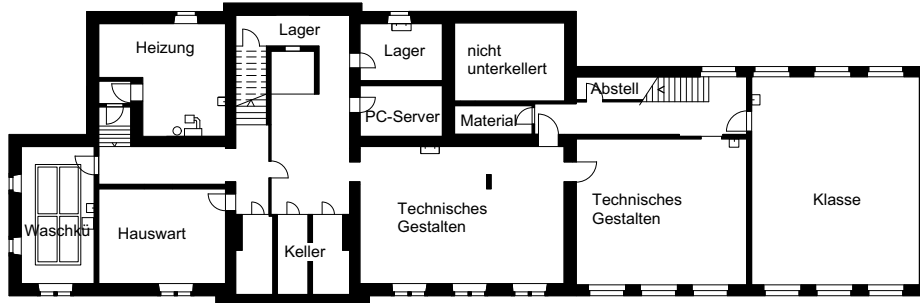 Lager
Heizung
Lager
nicht
unterkellert
Abstell
PC-Server
Material
Technisches
Gestalten
Technisches
Gestalten
Klasse
Waschkü
Hauswart
Keller